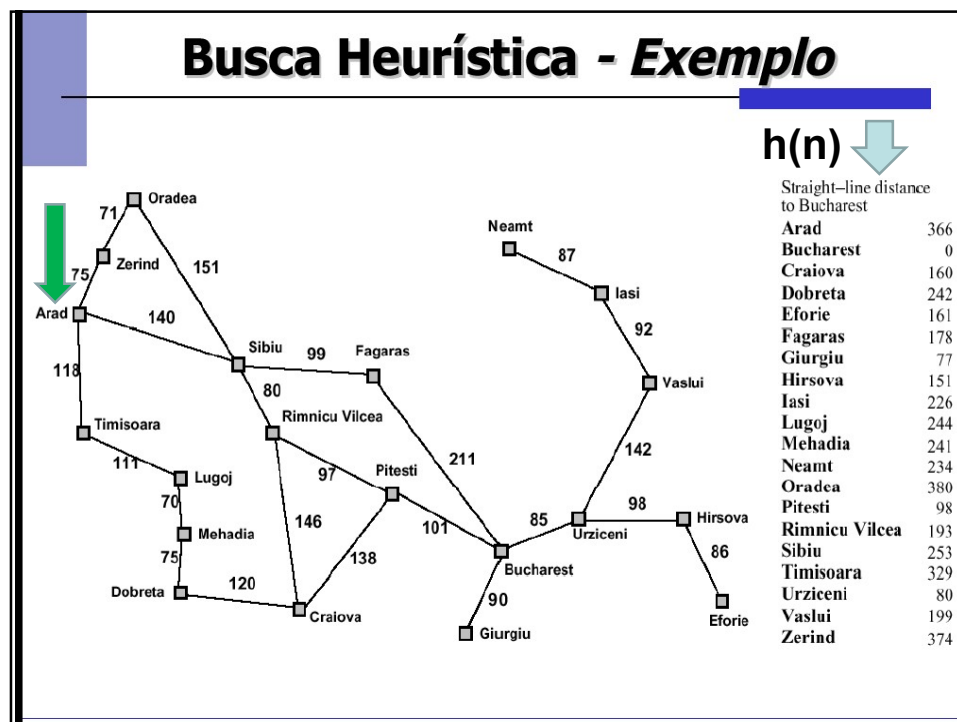 Busca Heurística - Exemplo
h(n)
Straight–line distance
to Bucharest
Arad 366
Bucharest 0
Craiova 160
Dobreta 242
Eforie 161
Fagaras 178
Giurgiu 77
Hirsova 151
Iasi 226
Lugoj 244
Mehadia 241
Neamt 234
Oradea 380
Pitesti 98
Rimnicu Vilcea 193
Sibiu 253
Timisoara 329
Urziceni 80
Vaslui 199
Zerind 374
Oradea
71
Neamt
87
Zerind
151
75
Iasi
Arad
140
92
Sibiu
99
Fagaras
118
80
Vaslui
Rimnicu Vilcea
Timisoara
111
211
142
Lugoj
97
Pitesti
70
98
Hirsova
146
101
85
Mehadia
Urziceni
138
86
75
Bucharest
120
Dobreta
90
Craiova
Eforie
Giurgiu